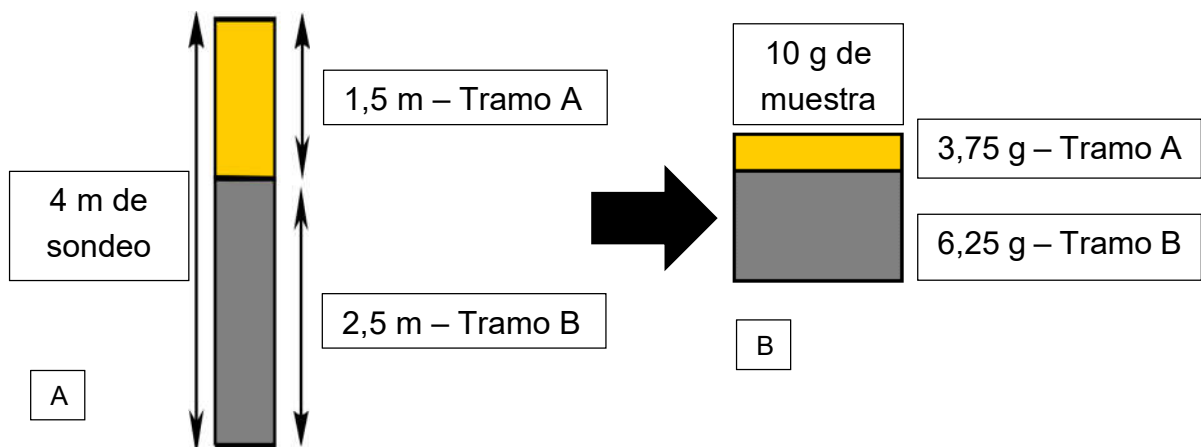 1,5 m – Tramo A
4 m de
sondeo
2,5 m – Tramo B
A
10 g de
muestra
3,75 g – Tramo A
6,25 g – Tramo B
B